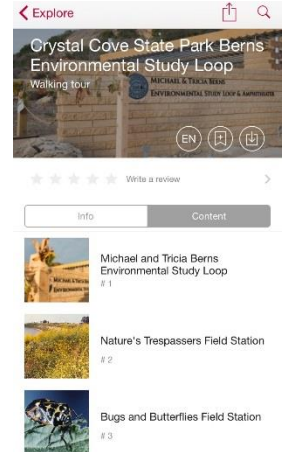 Explore
Crystal Cove State Park Berns
Environmental Study Loop
Walking tour
MICHAEL & TRICIA BERNS
ENVIRONMENTAL STUDY LOOP & AMPHITHEATER
EN
Write a review
Info
Content
Michael and Tricia Berns
Environmental Study Loop
# 1
Nature's Trespassers Field Station
# 2
Bugs and Butterflies Field Station
# 3